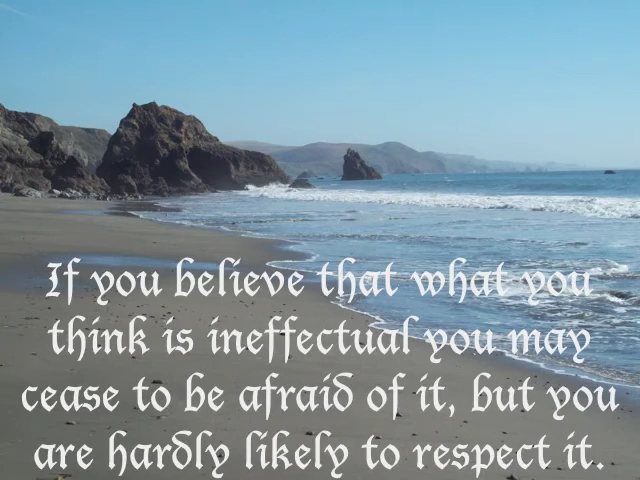 If you believe that what you
think is ineffectual you may
cease to be afraid of it, but you
are hardly likely to respect it.